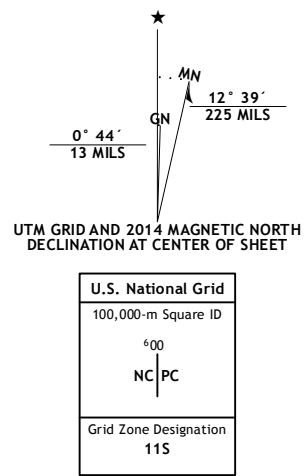 ★
MN
GN
12° 39´
225 MILS
0° 44´
13 MILS
UTM GRID AND 2014 MAGNETIC NORTH
DECLINATION AT CENTER OF SHEET
U.S. National Grid
100,000-m Square ID
⁶00
NC PC
Grid Zone Designation
11S